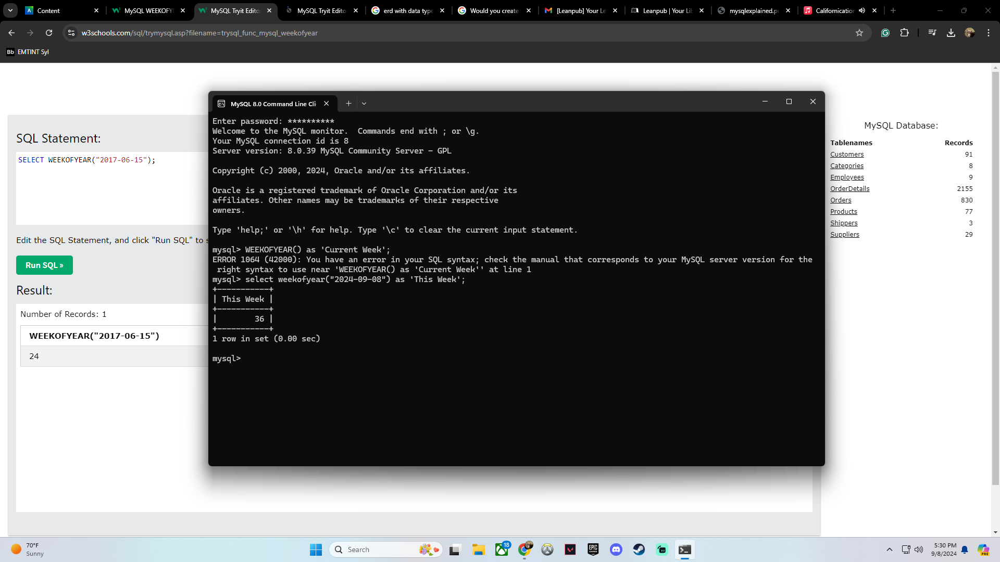 Content
MySQL WEEKOFY
MySQL Tryit Edito
MySQL Tryit Edito
erd with data type
Would you create
[Leanpub] Your Le
Leanpub | Your Lib
mysqlexplained.p
Californication
w3schools.com/sql/trymysql.asp?filename=trysql_func_mysql_weekofyear
Bb EMTINT Syl
SQL Statement:
SELECT WEEKOFYEAR("2017-06-15");
Edit the SQL Statement, and click "Run SQL" to s
Run SQL »
Result:
Number of Records: 1
WEEKOFYEAR("2017-06-15")
24
MySQL 8.0 Command Line Cli
Enter password: **********
Welcome to the MySQL monitor.  Commands end with ; or \g.
Your MySQL connection id is 8
Server version: 8.0.39 MySQL Community Server - GPL
Copyright (c) 2000, 2024, Oracle and/or its affiliates.
Oracle is a registered trademark of Oracle Corporation and/or its
affiliates. Other names may be trademarks of their respective
owners.
Type 'help;' or '\h' for help. Type '\c' to clear the current input statement.
mysql> WEEKOFYEAR() as 'Current Week';
ERROR 1064 (42000): You have an error in your SQL syntax; check the manual that corresponds to your MySQL server version for the
 right syntax to use near 'WEEKOFYEAR() as 'Current Week'' at line 1
mysql> select weekofyear("2024-09-08") as 'This Week';
+-----------+
| This Week |
+-----------+
|        36 |
+-----------+
1 row in set (0.00 sec)
mysql>
MySQL Database:
Tablenames Records
Customers 91
Categories 8
Employees 9
OrderDetails 2155
Orders 830
Products 77
Shippers 3
Suppliers 29
70°F
Sunny
Search
18
EPIC GAMES
5:30 PM
9/8/2024
PRE